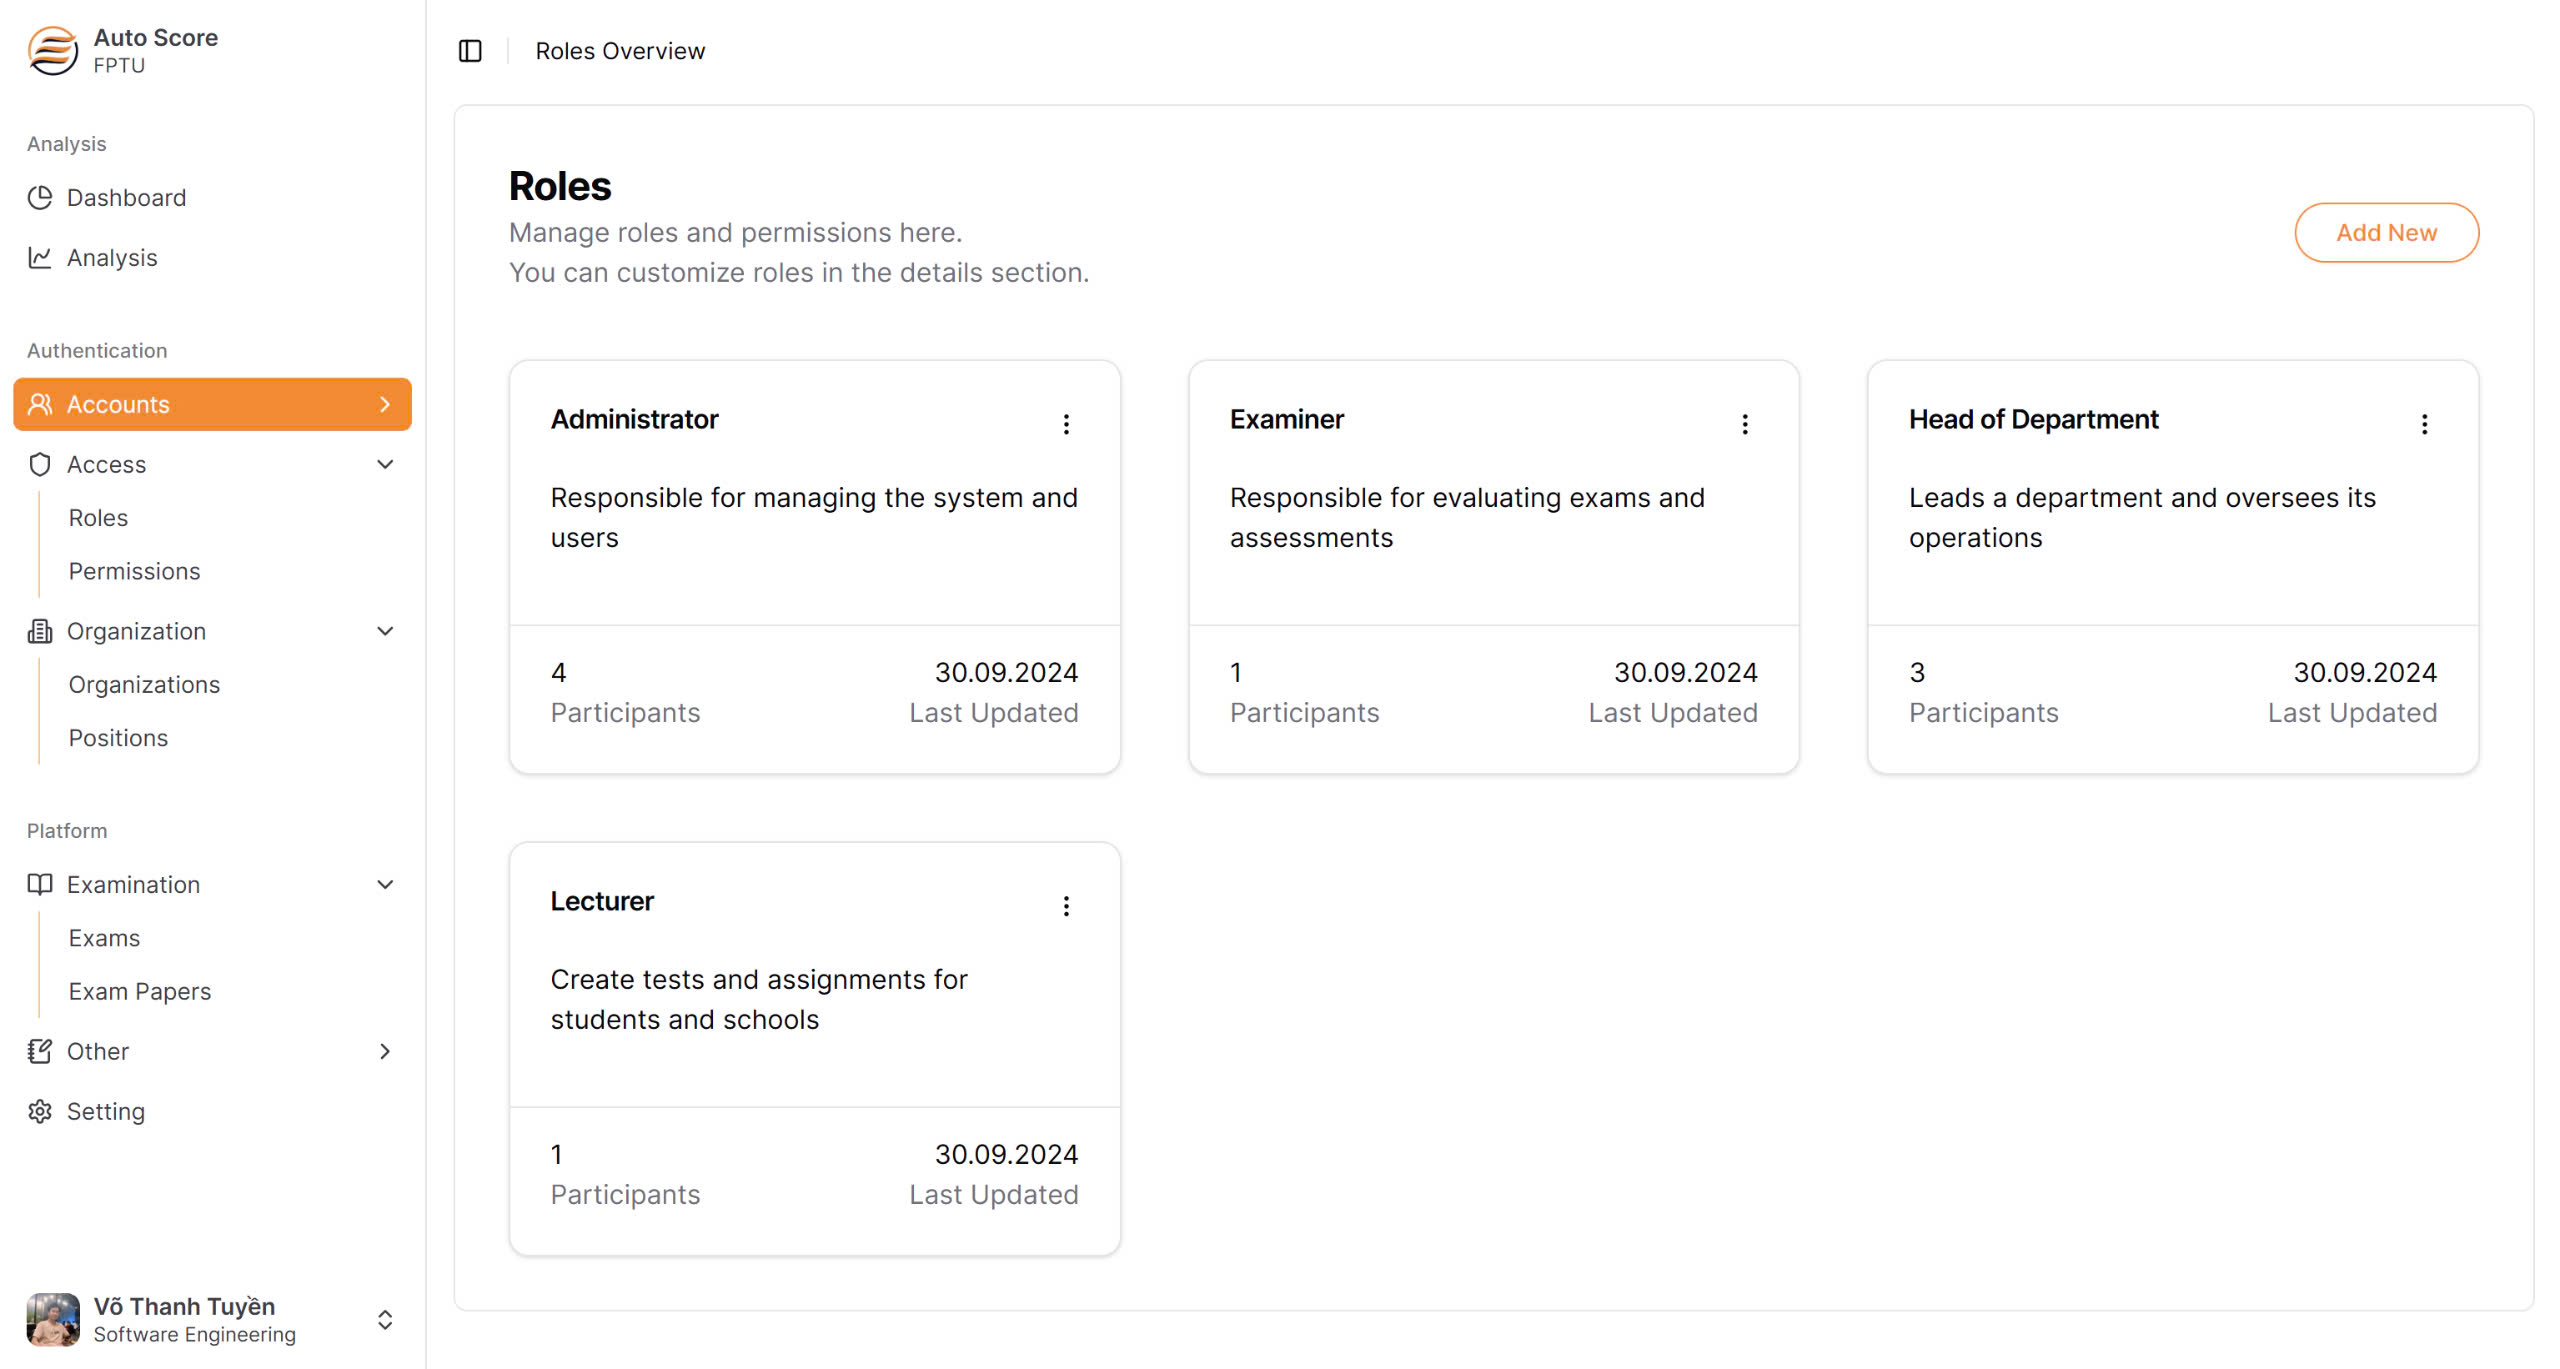 Auto Score
FPTU
Analysis
Dashboard
Analysis
Authentication
Accounts
Access
Roles
Permissions
Organization
Organizations
Positions
Platform
Examination
Exams
Exam Papers
Other
Setting
Võ Thanh Tuyền
Software Engineering
Roles Overview
Roles
Manage roles and permissions here.
You can customize roles in the details section.
Add New
Administrator
Responsible for managing the system and
users
4
Participants
30.09.2024
Last Updated
Examiner
Responsible for evaluating exams and
assessments
1
Participants
30.09.2024
Last Updated
Head of Department
Leads a department and oversees its
operations
3
Participants
30.09.2024
Last Updated
Lecturer
Create tests and assignments for
students and schools
1
Participants
30.09.2024
Last Updated